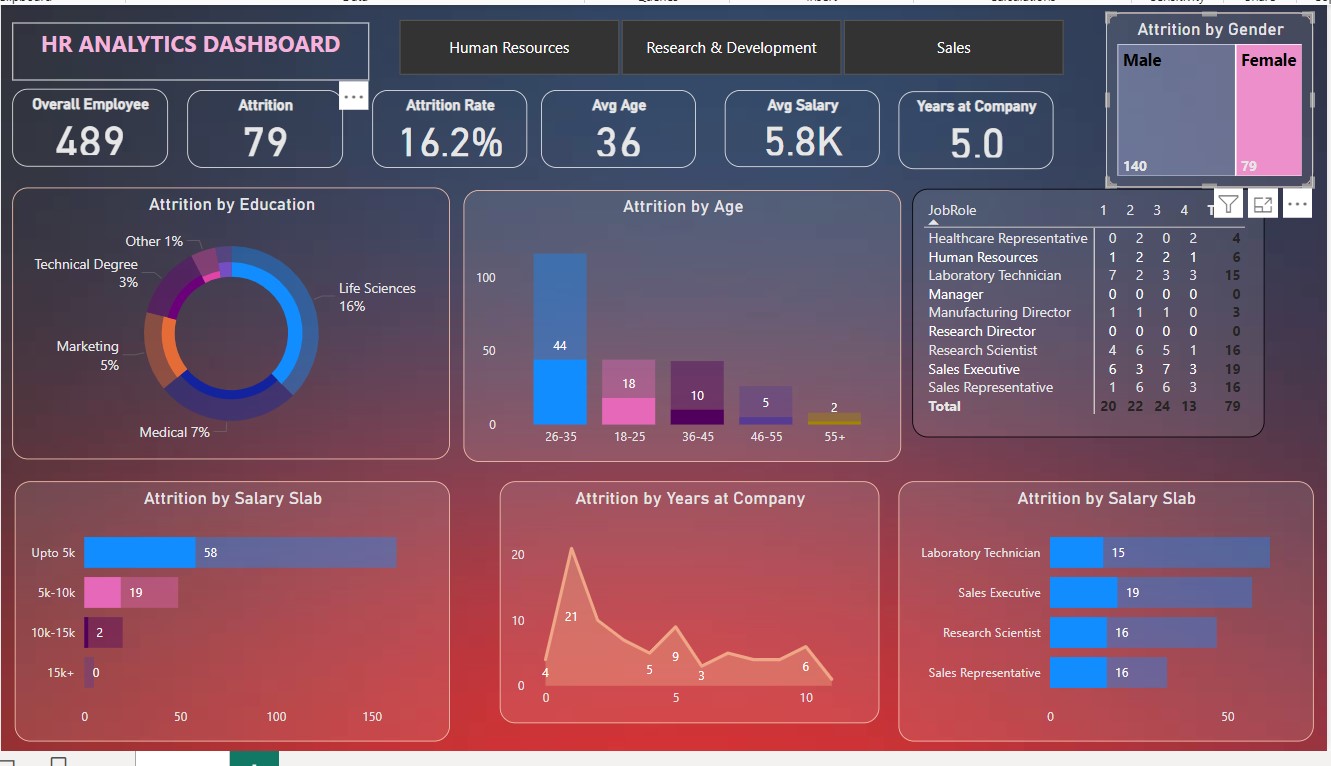 HR ANALYTICS DASHBOARD
Human Resources
Research & Development
Sales
Attrition by Gender
Male
Female
140
79
Overall Employee
489
Attrition
79
Attrition Rate
16.2%
Avg Age
36
Avg Salary
5.8K
Years at Company
5.0
Attrition by Education
Other 1%
Technical Degree
3%
Life Sciences
16%
Marketing
5%
Medical 7%
Attrition by Age
100
50
0
44
18
10
5
2
26-35
18-25
36-45
46-55
55+
JobRole 1 2 3 4 T
Healthcare Representative 0 2 0 2 4
Human Resources 1 2 2 1 6
Laboratory Technician 7 2 3 3 15
Manager 0 0 0 0 0
Manufacturing Director 1 1 1 0 3
Research Director 0 0 0 0 0
Research Scientist 4 6 5 1 16
Sales Executive 6 3 7 3 19
Sales Representative 1 6 6 3 16
Total 20 22 24 13 79
Attrition by Salary Slab
Upto 5k 58
5k-10k 19
10k-15k 2
15k+ 0
0 50 100 150
Attrition by Years at Company
20
10
0
4
21
5
9
3
6
0 5 10
Attrition by Salary Slab
Laboratory Technician 15
Sales Executive 19
Research Scientist 16
Sales Representative 16
0 50